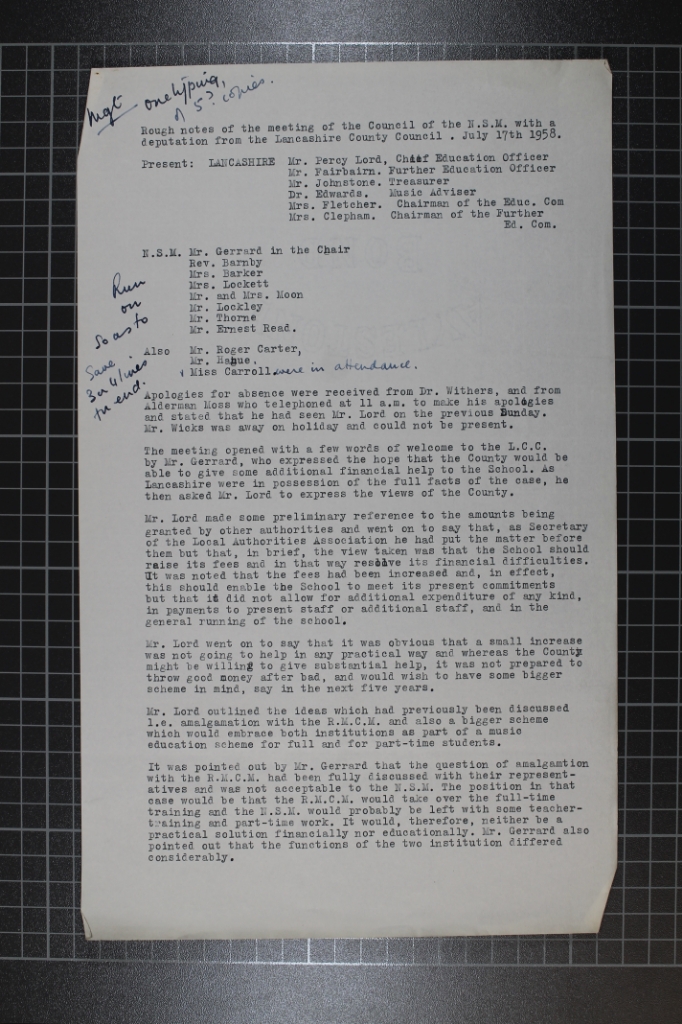 Mgt one typing,
of 5? copies.
Rough notes of the meeting of the Council of the N.S.M. with a
deputation from the Lancashire County Council . July 17th 1958.
Present: LANCASHIRE Mr. Percy Lord, Chief Education Officer
Mr. Fairbairn. Further Education Officer
Mr. Johnstone. Treasurer
Dr. Edwards. Music Adviser
Mrs. Fletcher. Chairman of the Educ. Com
Mrs. Clepham. Chairman of the Further
Ed. Com.
N.S.M. Mr. Gerrard in the Chair
Rev. Barnby
Mrs. Barker
Mrs. Lockett
Mr. and Mrs. Moon
Mr. Lockley
Mr. Thorne
Mr. Ernest Read.
Run
on
So as to
Save
3 or 4 lines
to end.
Also Mr. Roger Carter,
Mr. Hahue.
& Miss Carroll. were in attendance.
Apologies for absence were received from Dr. Withers, and from
Alderman Moss who telephoned at 11 a.m. to make his apologies
and stated that he had seen Mr. Lord on the previous Sunday.
Mr. Wicks was away on holiday and could not be present.
The meeting opened with a few words of welcome to the L.C.C.
by Mr. Gerrard, who expressed the hope that the County would be
able to give some additional financial help to the School. As
Lancashire were in possession of the full facts of the case, he
then asked Mr. Lord to express the views of the County.
Mr. Lord made some preliminary reference to the amounts being
granted by other authorities and went on to say that, as Secretary
of the Local Authorities Association he had put the matter before
them but that, in brief, the view taken was that the School should
raise its fees and in that way resolve its financial difficulties.
It was noted that the fees had been increased and, in effect,
this should enable the School to meet its present commitments
but that it did not allow for additional expenditure of any kind,
in payments to present staff or additional staff, and in the
general running of the school.
Mr. Lord went on to say that it was obvious that a small increase
was not going to help in any practical way and whereas the County
might be willing to give substantial help, it was not prepared to
throw good money after bad, and would wish to have some bigger
scheme in mind, say in the next five years.
Mr. Lord outlined the ideas which had previously been discussed
i.e. amalgamation with the R.M.C.M. and also a bigger scheme
which would embrace both institutions as part of a music
education scheme for full and for part-time students.
It was pointed out by Mr. Gerrard that the question of amalgamtion
with the R.M.C.M. had been fully discussed with their represent-
atives and was not acceptable to the N.S.M. The position in that
case would be that the R.M.C.M. would take over the full-time
training and the N.S.M. would probably be left with some teacher-
training and part-time work. It would, therefore, neither be a
practical solution financially nor educationally. Mr. Gerrard also
pointed out that the functions of the two institution differed
considerably.